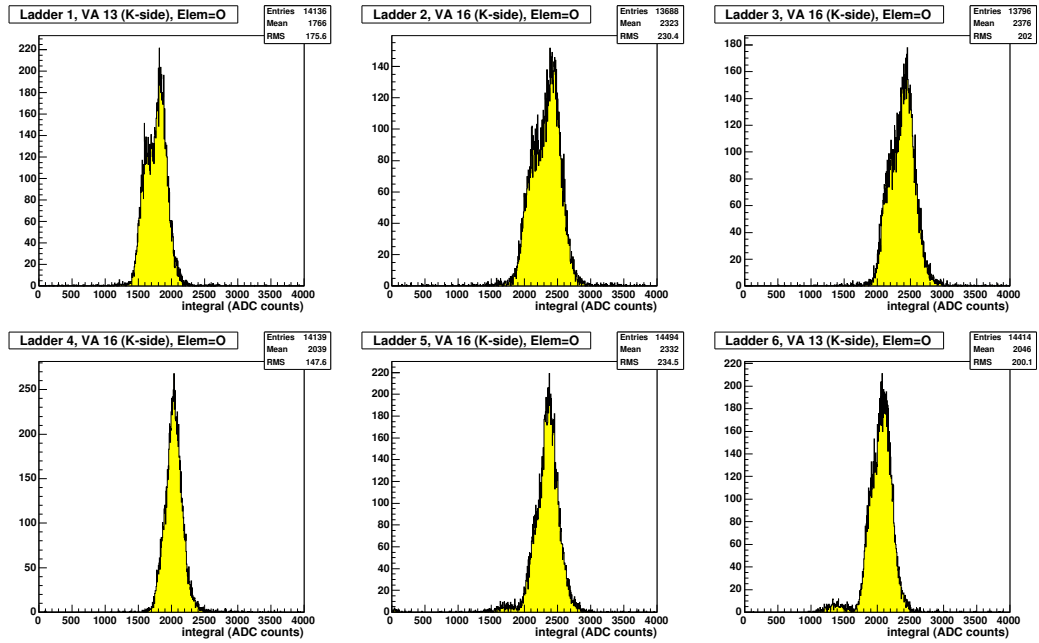 Ladder 1, VA 13 (K-side), Elem=O
Entries 14136
Mean 1766
RMS 175.6
220
200
180
160
140
120
100
80
60
40
20
0
0 500 1000 1500 2000 2500 3000 3500 4000
integral (ADC counts)
Ladder 2, VA 16 (K-side), Elem=O
Entries 13688
Mean 2323
RMS 230.4
140
120
100
80
60
40
20
0
0 500 1000 1500 2000 2500 3000 3500 4000
integral (ADC counts)
Ladder 3, VA 16 (K-side), Elem=O
Entries 13796
Mean 2376
RMS 202
180
160
140
120
100
80
60
40
20
0
0 500 1000 1500 2000 2500 3000 3500 4000
integral (ADC counts)
Ladder 4, VA 16 (K-side), Elem=O
Entries 14139
Mean 2039
RMS 147.6
250
200
150
100
50
0
0 500 1000 1500 2000 2500 3000 3500 4000
integral (ADC counts)
Ladder 5, VA 16 (K-side), Elem=O
Entries 14494
Mean 2332
RMS 234.5
220
200
180
160
140
120
100
80
60
40
20
0
0 500 1000 1500 2000 2500 3000 3500 4000
integral (ADC counts)
Ladder 6, VA 13 (K-side), Elem=O
Entries 14414
Mean 2046
RMS 200.1
220
200
180
160
140
120
100
80
60
40
20
0
0 500 1000 1500 2000 2500 3000 3500 4000
integral (ADC counts)